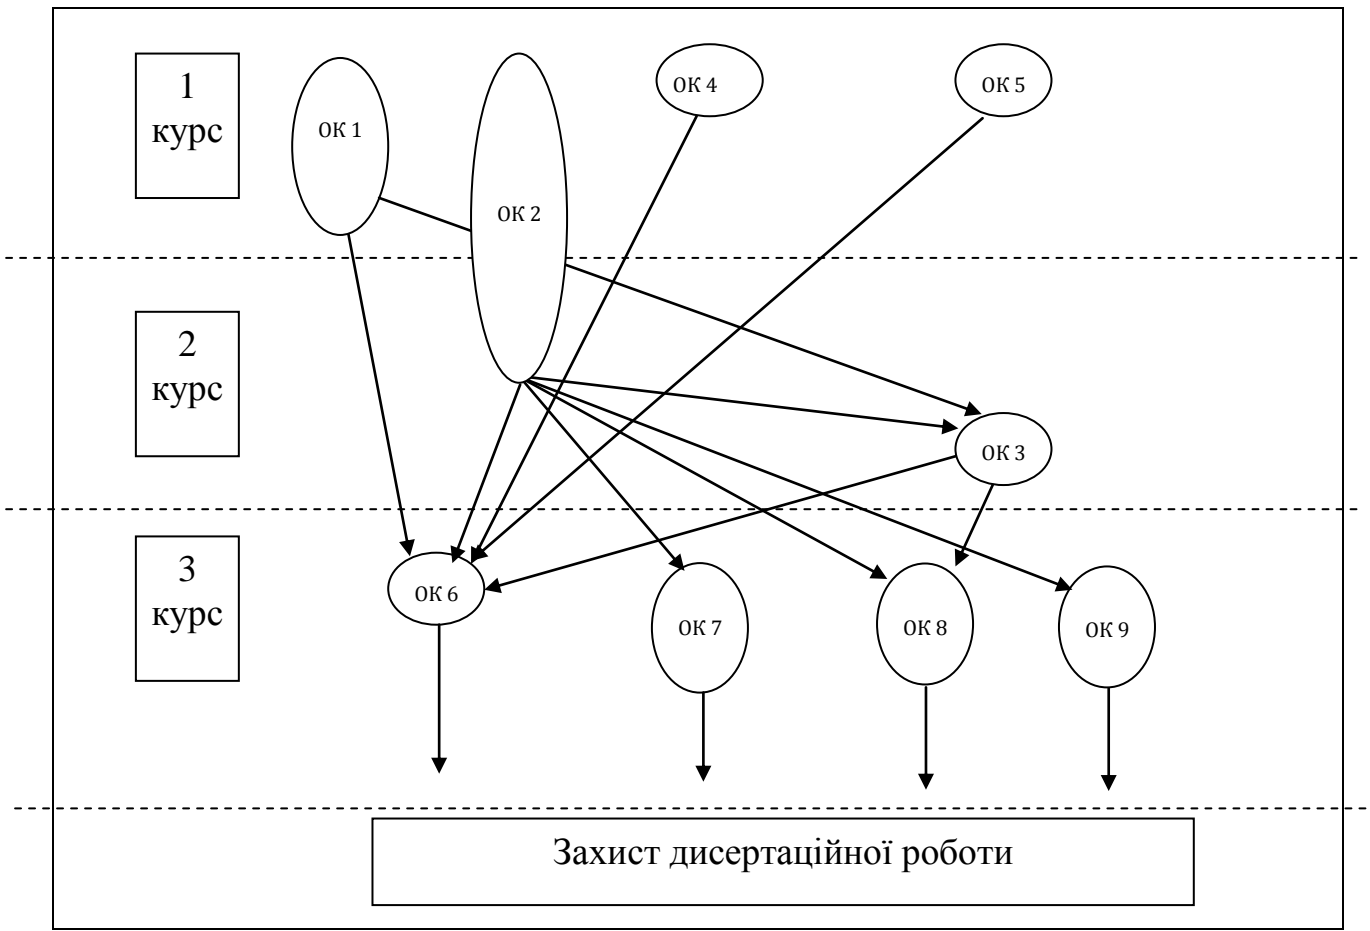 1
курс
ОК 1
ОК 2
ОК 4
ОК 5
2
курс
ОК 3
3
курс
ОК 6
ОК 7
ОК 8
ОК 9
Захист дисертаційної роботи